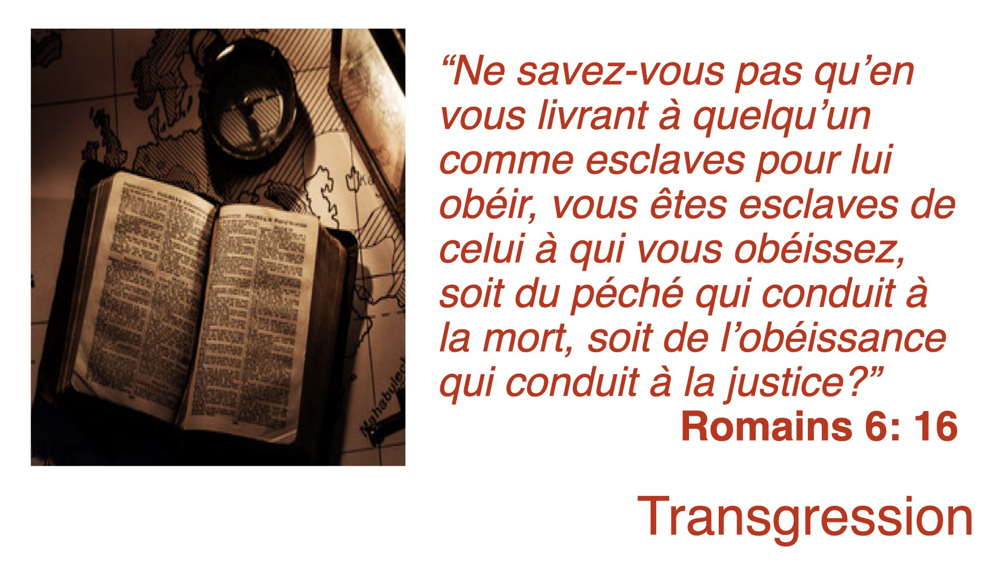 “Ne savez-vous pas qu’en
vous livrant à quelqu’un
comme esclaves pour lui
obéir, vous êtes esclaves de
celui à qui vous obéissez,
soit du péché qui conduit à
la mort, soit de l’obéissance
qui conduit à la justice?”
Romains 6: 16
Transgression